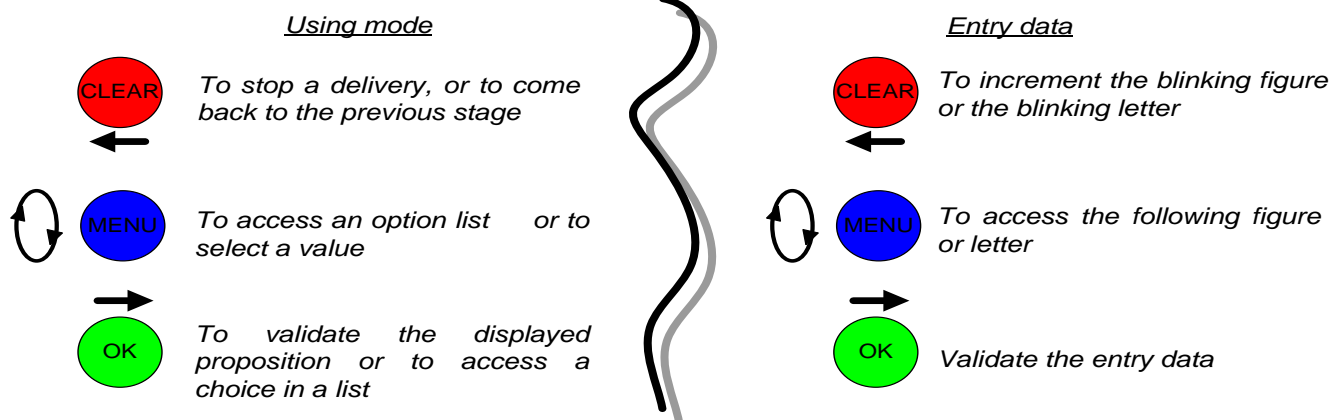 Using mode
CLEAR
To stop a delivery, or to come
back to the previous stage
MENU
To access an option list or to
select a value
OK
To validate the displayed
proposition or to access a
choice in a list
Entry data
CLEAR
To increment the blinking figure
or the blinking letter
MENU
To access the following figure
or letter
OK
Validate the entry data